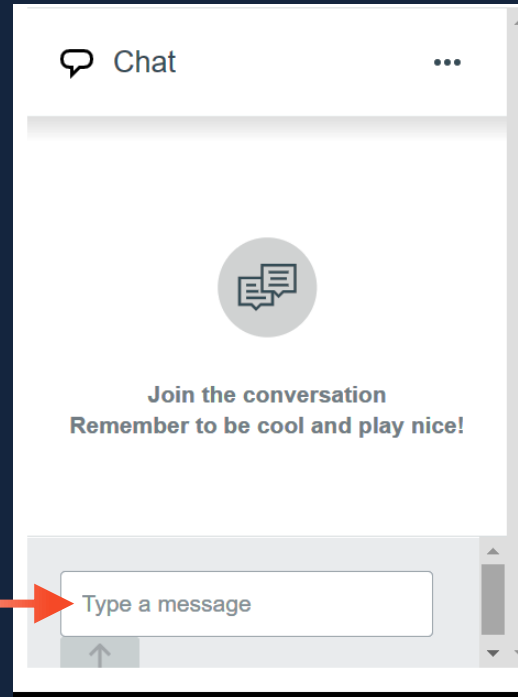 Chat
Join the conversation
Remember to be cool and play nice!
Type a message